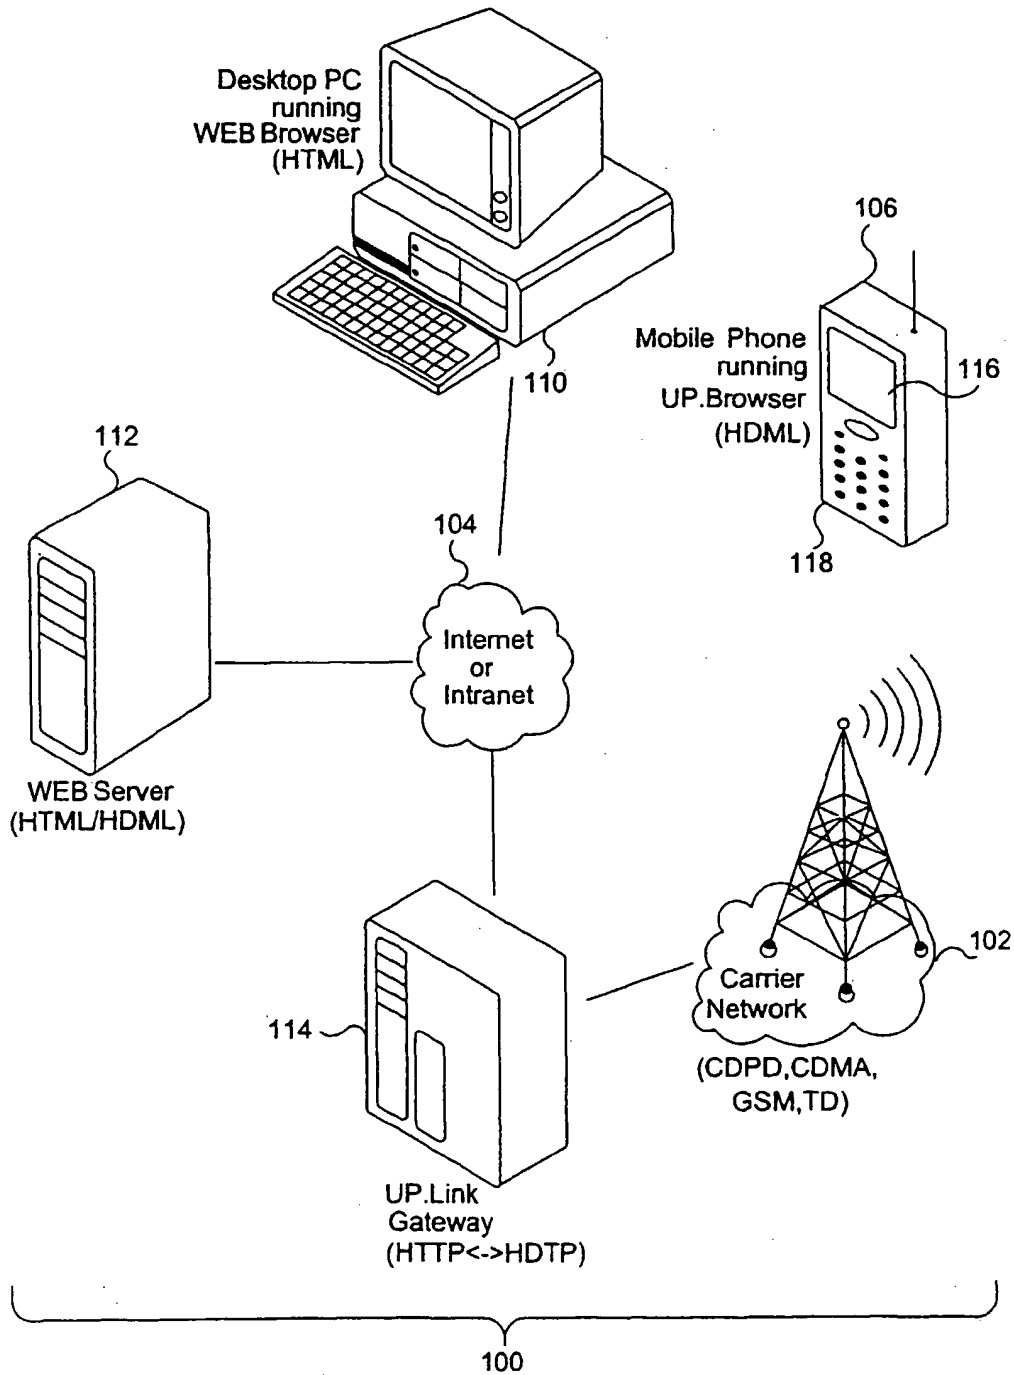 Desktop PC
running
WEB Browser
(HTML)
110
106
Mobile Phone
running
UP.Browser
(HDML)
116
118
112
104
Internet
or
Intranet
WEB Server
(HTML/HDML)
102
Carrier
Network
(CDPD,CDMA,
GSM,TD)
114
UP.Link
Gateway
(HTTP<->HDTP)
100